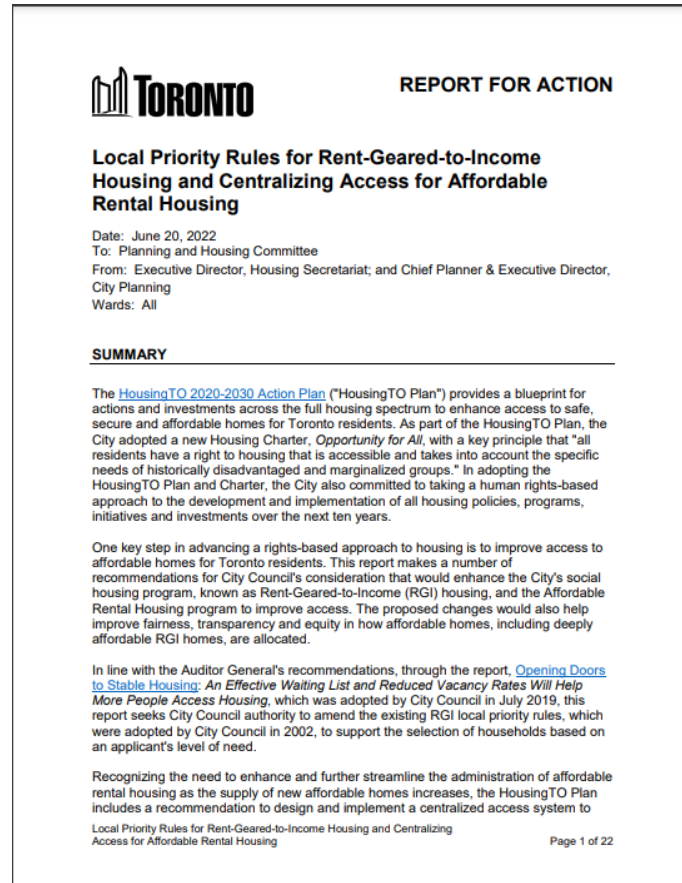 TORONTO
REPORT FOR ACTION
Local Priority Rules for Rent-Geared-to-Income
Housing and Centralizing Access for Affordable
Rental Housing
Date: June 20, 2022
To: Planning and Housing Committee
From: Executive Director, Housing Secretariat; and Chief Planner & Executive Director,
City Planning
Wards: All
SUMMARY
The HousingTO 2020-2030 Action Plan ("HousingTO Plan") provides a blueprint for
actions and investments across the full housing spectrum to enhance access to safe,
secure and affordable homes for Toronto residents. As part of the HousingTO Plan, the
City adopted a new Housing Charter, Opportunity for All, with a key principle that "all
residents have a right to housing that is accessible and takes into account the specific
needs of historically disadvantaged and marginalized groups." In adopting the
HousingTO Plan and Charter, the City also committed to taking a human rights-based
approach to the development and implementation of all housing policies, programs,
initiatives and investments over the next ten years.
One key step in advancing a rights-based approach to housing is to improve access to
affordable homes for Toronto residents. This report makes a number of
recommendations for City Council's consideration that would enhance the City's social
housing program, known as Rent-Geared-to-Income (RGI) housing, and the Affordable
Rental Housing program to improve access. The proposed changes would also help
improve fairness, transparency and equity in how affordable homes, including deeply
affordable RGI homes, are allocated.
In line with the Auditor General's recommendations, through the report, Opening Doors
to Stable Housing: An Effective Waiting List and Reduced Vacancy Rates Will Help
More People Access Housing, which was adopted by City Council in July 2019, this
report seeks City Council authority to amend the existing RGI local priority rules, which
were adopted by City Council in 2002, to support the selection of households based on
an applicant's level of need.
Recognizing the need to enhance and further streamline the administration of affordable
rental housing as the supply of new affordable homes increases, the HousingTO Plan
includes a recommendation to design and implement a centralized access system to
Local Priority Rules for Rent-Geared-to-Income Housing and Centralizing
Access for Affordable Rental Housing
Page 1 of 22